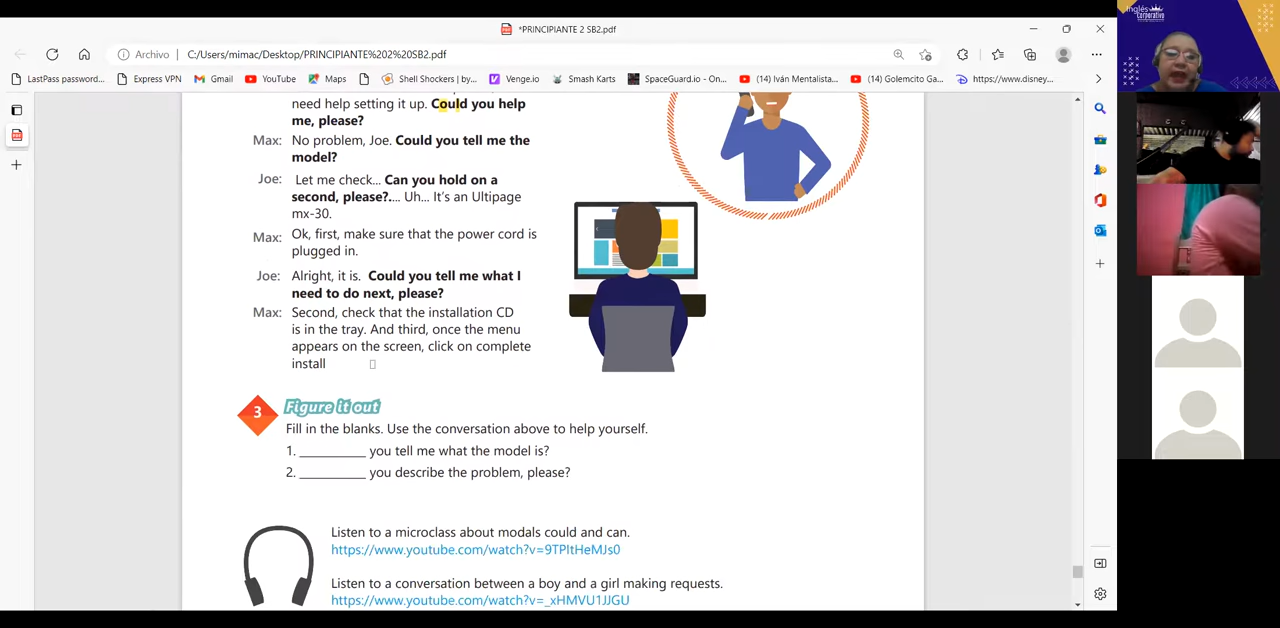 *PRINCIPIANTE 2 SB2.pdf
Archivo
C:/Users/mimac/Desktop/PRINCIPIANTE%202%20SB2.pdf
LastPass password...
Express VPN
Gmail
YouTube
Maps
Shell Shockers | by...
Venge.io
Smash Karts
SpaceGuard.io - On...
(14) Iván Mentalista...
(14) Golemcito Ga...
https://www.disney...
need help setting it up. Could you help
me, please?
Max: No problem, Joe. Could you tell me the
model?
Joe: Let me check... Can you hold on a
second, please?.... Uh... It's an Ultipage
mx-30.
Max: Ok, first, make sure that the power cord is
plugged in.
Joe: Alright, it is. Could you tell me what I
need to do next, please?
Max: Second, check that the installation CD
is in the tray. And third, once the menu
appears on the screen, click on complete
install
3 Figure it out
Fill in the blanks. Use the conversation above to help yourself.
1. __________ you tell me what the model is?
2. __________ you describe the problem, please?
Listen to a microclass about modals could and can.
https://www.youtube.com/watch?v=9TPItHeMJs0
Listen to a conversation between a boy and a girl making requests.
https://www.youtube.com/watch?v=_xHMVU1JJGU
Inglés
Corporativo